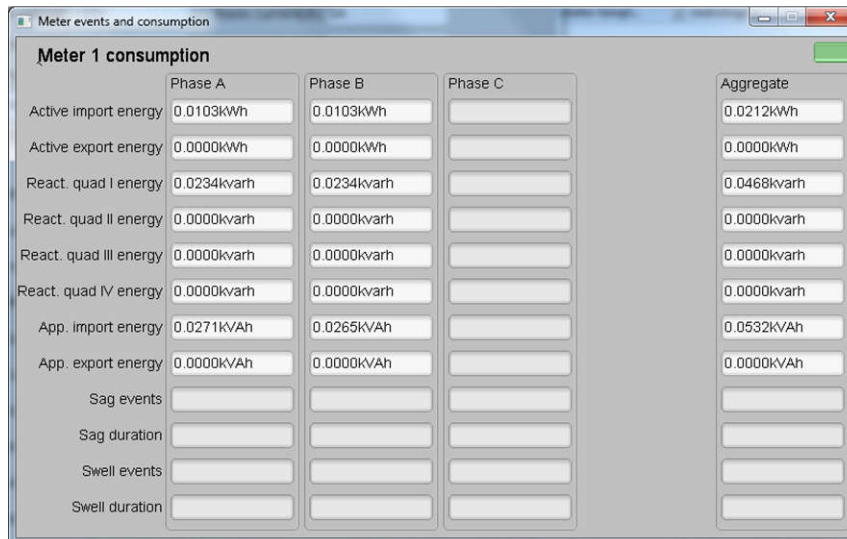 Meter events and consumption
Meter 1 consumption
Phase A Phase B Phase C Aggregate
Active import energy 0.0103kWh 0.0103kWh 0.0212kWh
Active export energy 0.0000kWh 0.0000kWh 0.0000kWh
React. quad I energy 0.0234kvarh 0.0234kvarh 0.0468kvarh
React. quad II energy 0.0000kvarh 0.0000kvarh 0.0000kvarh
React. quad III energy 0.0000kvarh 0.0000kvarh 0.0000kvarh
React. quad IV energy 0.0000kvarh 0.0000kvarh 0.0000kvarh
App. import energy 0.0271kVAh 0.0265kVAh 0.0532kVAh
App. export energy 0.0000kVAh 0.0000kVAh 0.0000kVAh
Sag events
Sag duration
Swell events
Swell duration